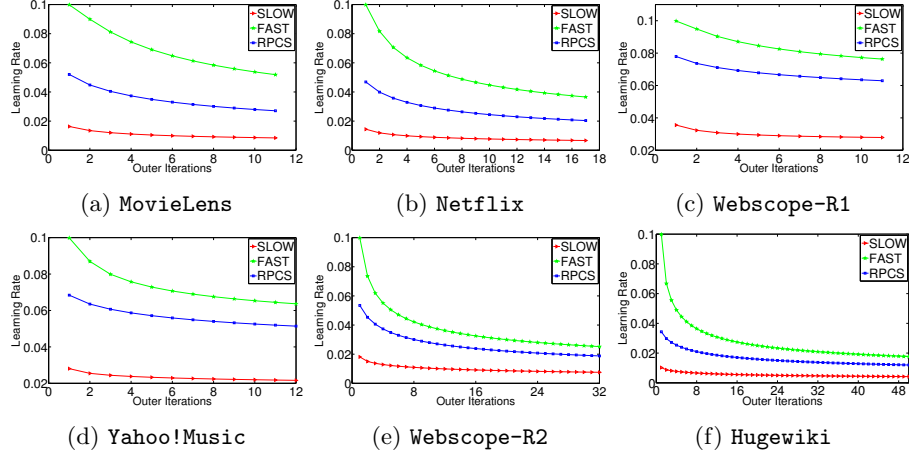 0.1
0.08
0.06
0.04
0.02
0
0 2 4 6 8 10 12
Learning Rate
Outer Iterations
SLOW
FAST
RPCS
(a) MovieLens
0.1
0.08
0.06
0.04
0.02
0
0 2 4 6 8 10 12 14 16 18
Learning Rate
Outer Iterations
SLOW
FAST
RPCS
(b) Netflix
0.1
0.08
0.06
0.04
0.02
0 2 4 6 8 10 12
Learning Rate
Outer Iterations
SLOW
FAST
RPCS
(c) Webscope-R1
0.1
0.08
0.06
0.04
0.02
0 2 4 6 8 10 12
Learning Rate
Outer Iterations
SLOW
FAST
RPCS
(d) Yahoo!Music
0.1
0.08
0.06
0.04
0.02
0
0 8 16 24 32
Learning Rate
Outer Iterations
SLOW
FAST
RPCS
(e) Webscope-R2
0.1
0.08
0.06
0.04
0.02
0
0 8 16 24 32 40 48
Learning Rate
Outer Iterations
SLOW
FAST
RPCS
(f) Hugewiki